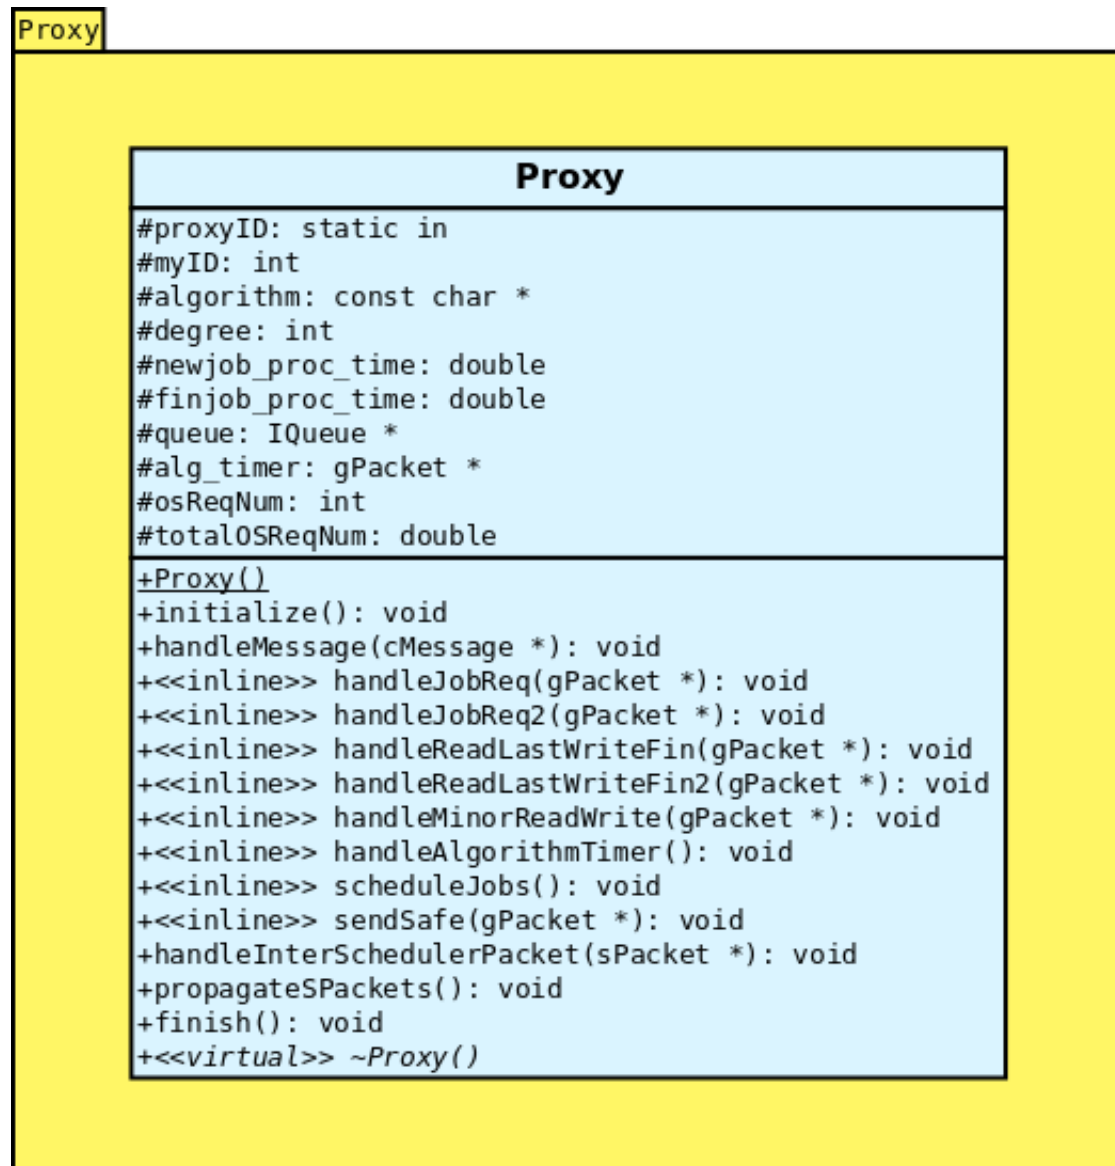 Proxy
Proxy
#proxyID: static in
#myID: int
#algorithm: const char *
#degree: int
#newjob_proc_time: double
#finjob_proc_time: double
#queue: IQueue *
#alg_timer: gPacket *
#osReqNum: int
#totalOSReqNum: double
+Proxy()
+initialize(): void
+handleMessage(cMessage *): void
+<<inline>> handleJobReq(gPacket *): void
+<<inline>> handleJobReq2(gPacket *): void
+<<inline>> handleReadLastWriteFin(gPacket *): void
+<<inline>> handleReadLastWriteFin2(gPacket *): void
+<<inline>> handleMinorReadWrite(gPacket *): void
+<<inline>> handleAlgorithmTimer(): void
+<<inline>> scheduleJobs(): void
+<<inline>> sendSafe(gPacket *): void
+handleInterSchedulerPacket(sPacket *): void
+propagateSPackets(): void
+finish(): void
+<<virtual>> ~Proxy()